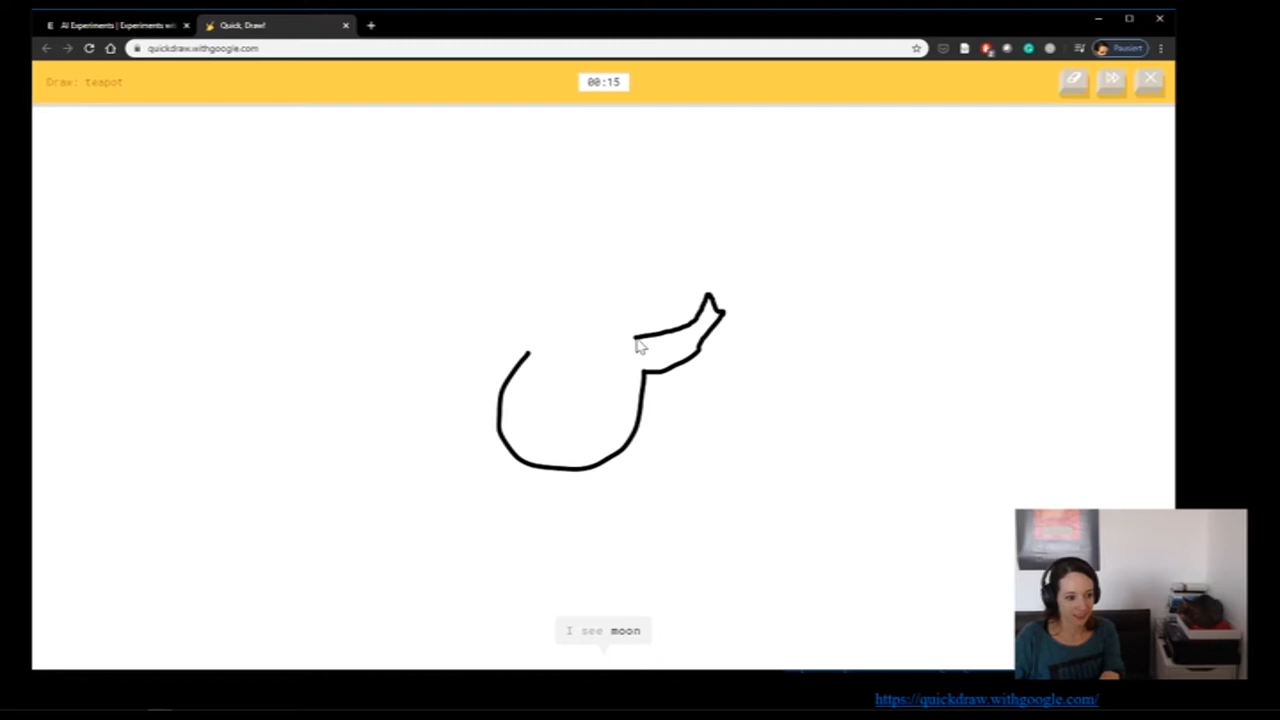 AI Experiments | Experiments wit
Quick, Draw!
quickdraw.withgoogle.com
Pausiert
Draw: teapot
00:15
I see moon
https://quickdraw.withgoogle.com/